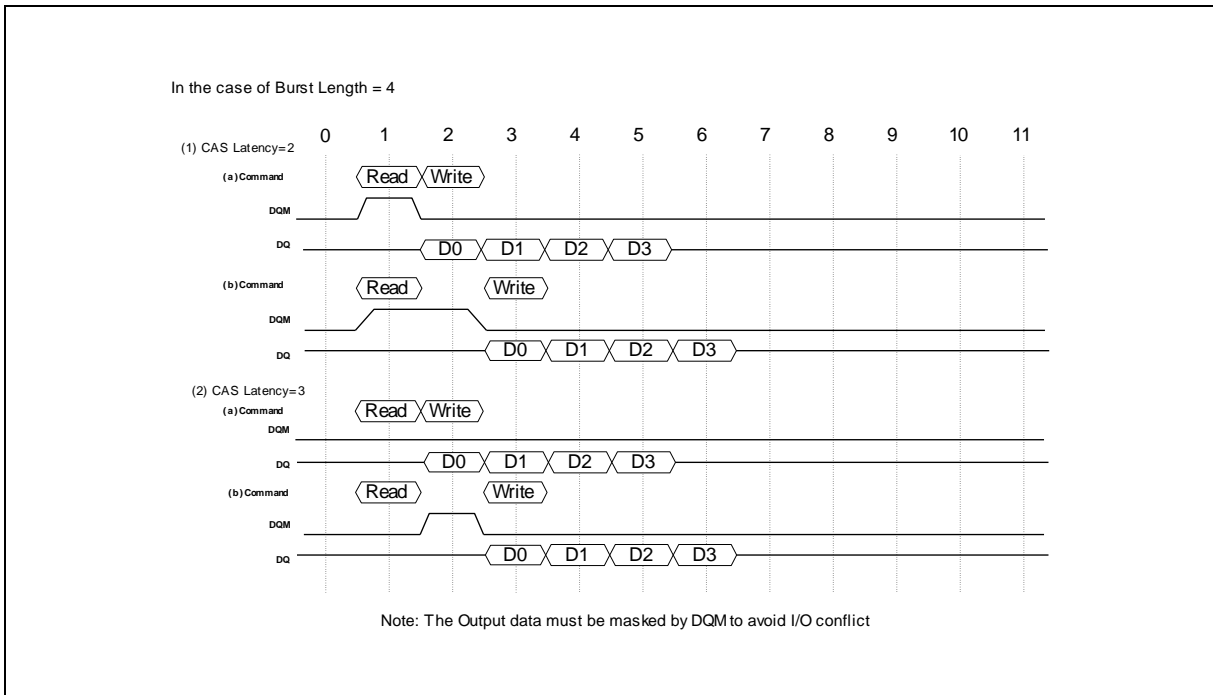 In the case of Burst Length = 4
0 1 2 3 4 5 6 7 8 9 10 11
(1) CAS Latency=2
(a)Command Read Write
DQM
DQ D0 D1 D2 D3
(b)Command Read Write
DQM
DQ D0 D1 D2 D3
(2) CAS Latency=3
(a)Command Read Write
DQM
DQ D0 D1 D2 D3
(b)Command Read Write
DQM
DQ D0 D1 D2 D3
Note: The Output data must be masked by DQM to avoid I/O conflict